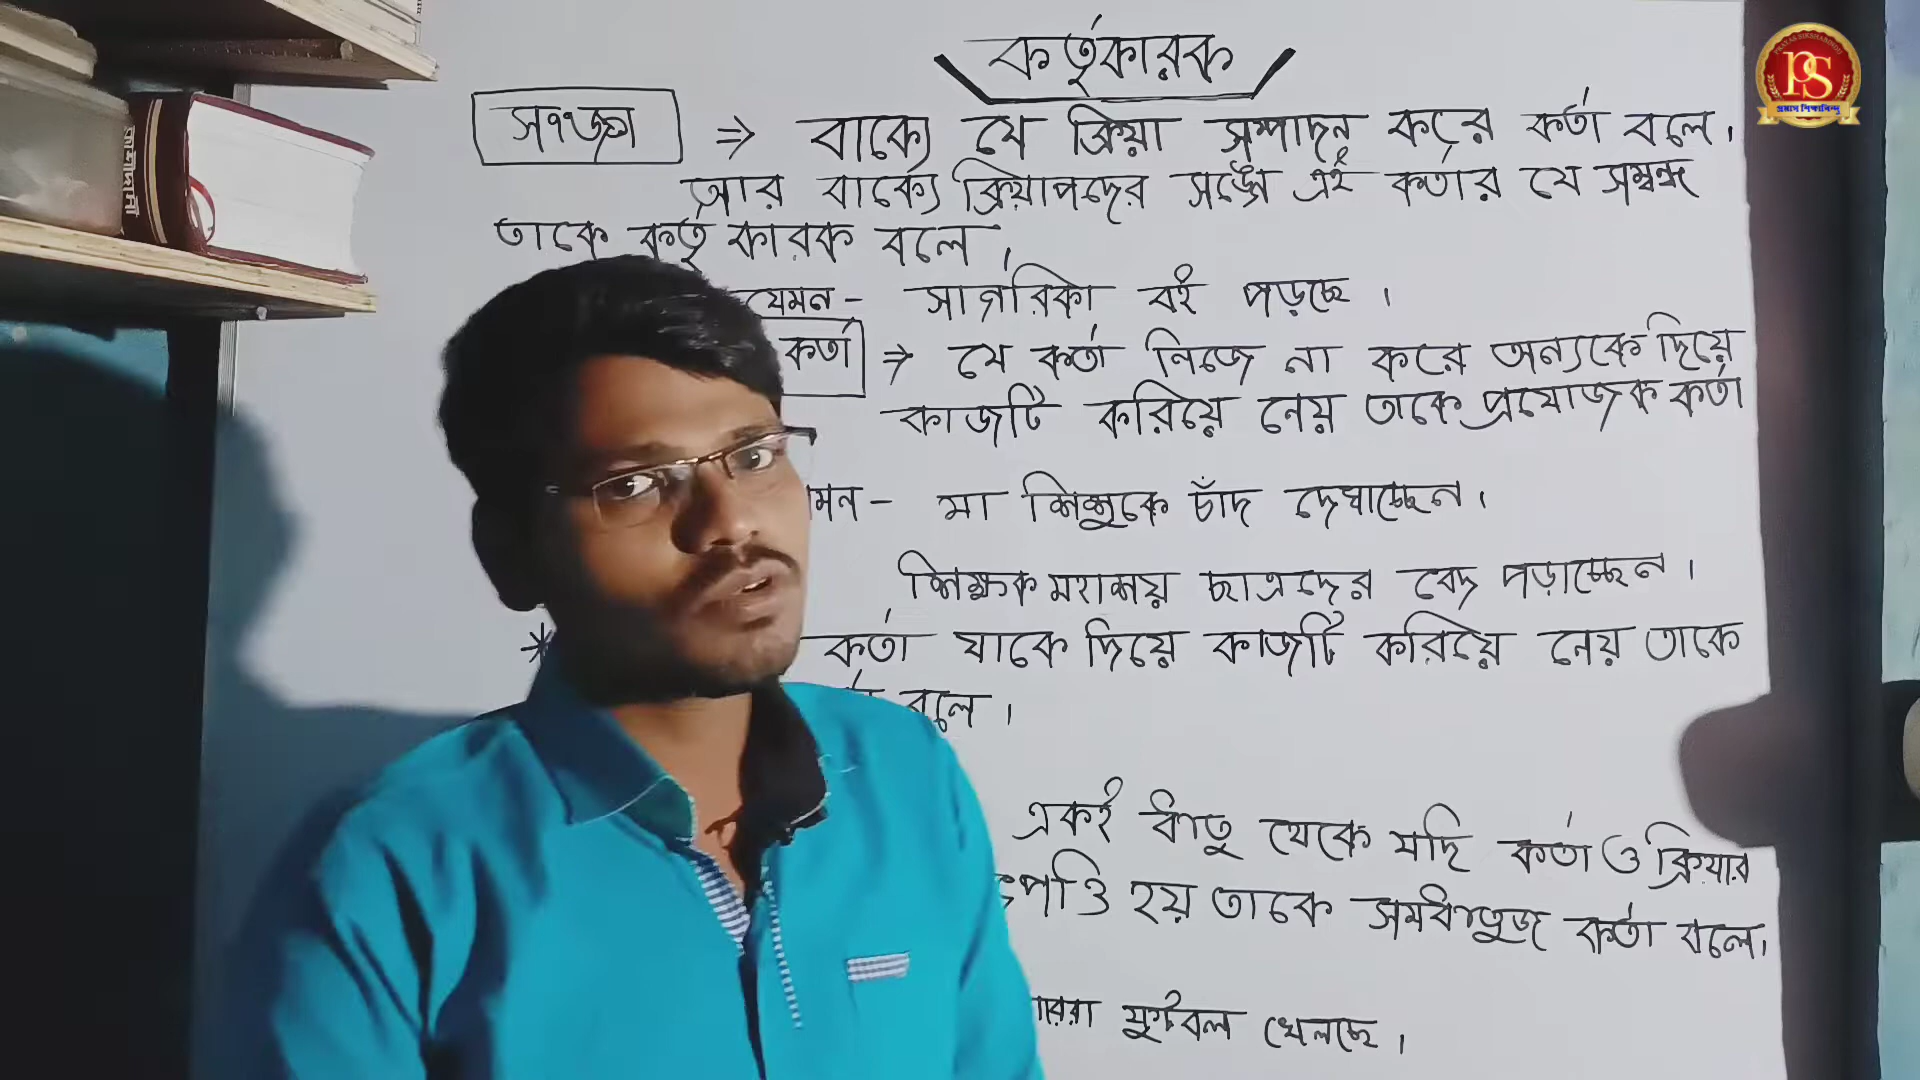 কর্তৃকারক
সংজ্ঞা ⇒ বাক্যে যে ক্রিয়া সম্পাদন করে কর্তা বলে।
আর বাক্যে ক্রিয়াপদের সঙ্গে এই কর্তার যে সম্বন্ধ
তাকে কর্তৃ কারক বলে।
যেমন - সাগরিকা বই পড়ছে।
কর্তা ⇒ যে কর্তা নিজে না করে অন্যকে দিয়ে
কাজটি করিয়ে নেয় তাকে প্রযোজক কর্তা
মন - মা শিশুকে চাঁদ দেখাচ্ছেন।
শিক্ষক মহাশয় ছাত্রদের বেদ পড়াচ্ছেন।
* কর্তা যাকে দিয়ে কাজটি করিয়ে নেয় তাকে
বলে।
একই ধাতু থেকে যদি কর্তা ও ক্রিয়ার
পত্তি হয় তাকে সমধাতুজ কর্তা বলে।
ফুটবল খেলছে।
PS